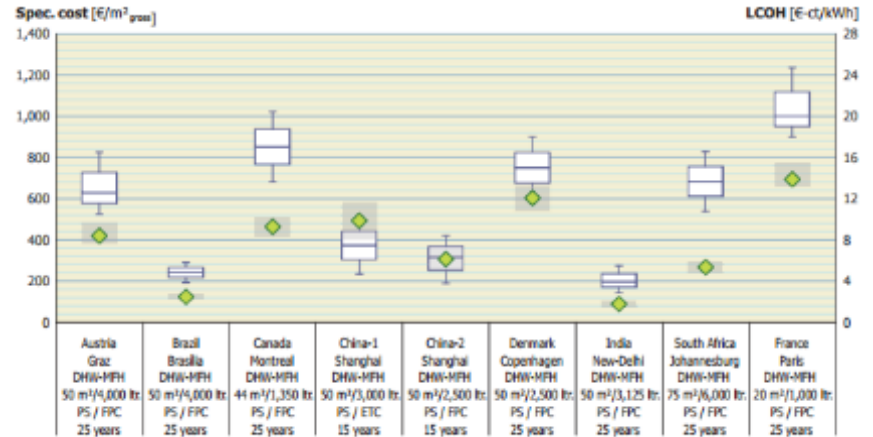 Spec. cost [€/m² gross]
LCOH [€-ct/kWh]
1,400
28
1,200
24
1,000
20
800
16
600
12
400
8
200
4
0
0
Austria Brazil Canada China-1 China-2 Denmark India South Africa France
Graz Brasília Montreal Shanghai Shanghai Copenhagen New-Delhi Johannesburg Paris
DHW-MFH DHW-MFH DHW-MFH DHW-MFH DHW-MFH DHW-MFH DHW-MFH DHW-MFH DHW-MFH
50 m²/4,000 ltr. 50 m²/4,000 ltr. 44 m²/1,350 ltr. 50 m²/3,000 ltr. 50 m²/2,500 ltr. 50 m²/2,500 ltr. 50 m²/3,125 ltr. 75 m²/6,000 ltr. 20 m²/1,000 ltr.
PS / FPC PS / FPC PS / FPC PS / ETC PS / FPC PS / FPC PS / FPC PS / FPC PS / FPC
25 years 25 years 25 years 15 years 15 years 25 years 25 years 25 years 25 years